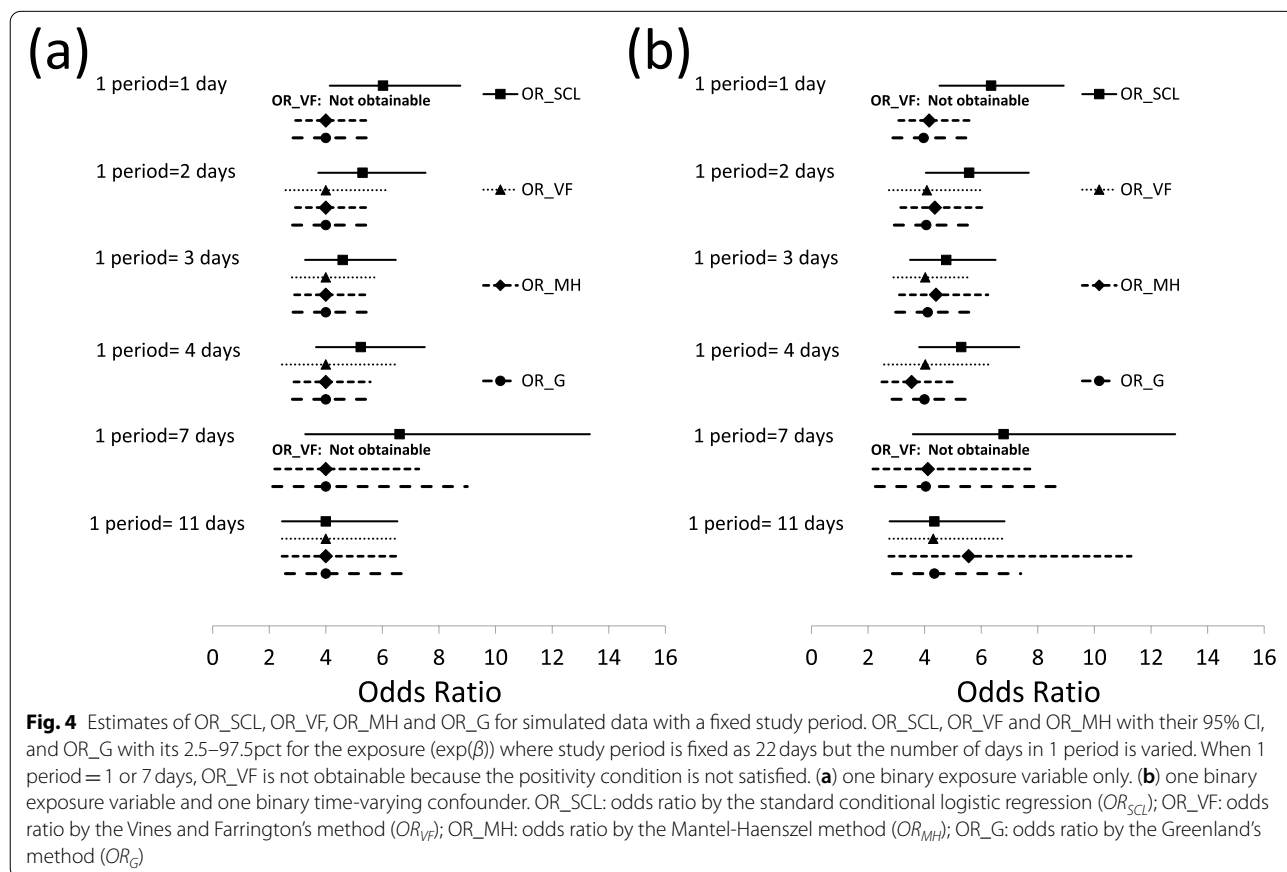 (a)
1 period=1 day
OR_VF: Not obtainable
OR_SCL
1 period=2 days
OR_VF
1 period= 3 days
OR_MH
1 period= 4 days
OR_G
1 period=7 days
OR_VF: Not obtainable
1 period= 11 days
0 2 4 6 8 10 12 14 16
Odds Ratio
(b)
1 period=1 day
OR_VF: Not obtainable
OR_SCL
1 period=2 days
OR_VF
1 period= 3 days
OR_MH
1 period= 4 days
OR_G
1 period=7 days
OR_VF: Not obtainable
1 period= 11 days
0 2 4 6 8 10 12 14 16
Odds Ratio
Fig. 4 Estimates of OR_SCL, OR_VF, OR_MH and OR_G for simulated data with a fixed study period. OR_SCL, OR_VF and OR_MH with their 95% CI,
and OR_G with its 2.5–97.5pct for the exposure (exp(β)) where study period is fixed as 22 days but the number of days in 1 period is varied. When 1
period = 1 or 7 days, OR_VF is not obtainable because the positivity condition is not satisfied. (a) one binary exposure variable only. (b) one binary
exposure variable and one binary time-varying confounder. OR_SCL: odds ratio by the standard conditional logistic regression (OR_SCL); OR_VF: odds
ratio by the Vines and Farrington's method (OR_VF); OR_MH: odds ratio by the Mantel-Haenszel method (OR_MH); OR_G: odds ratio by the Greenland's
method (OR_G)